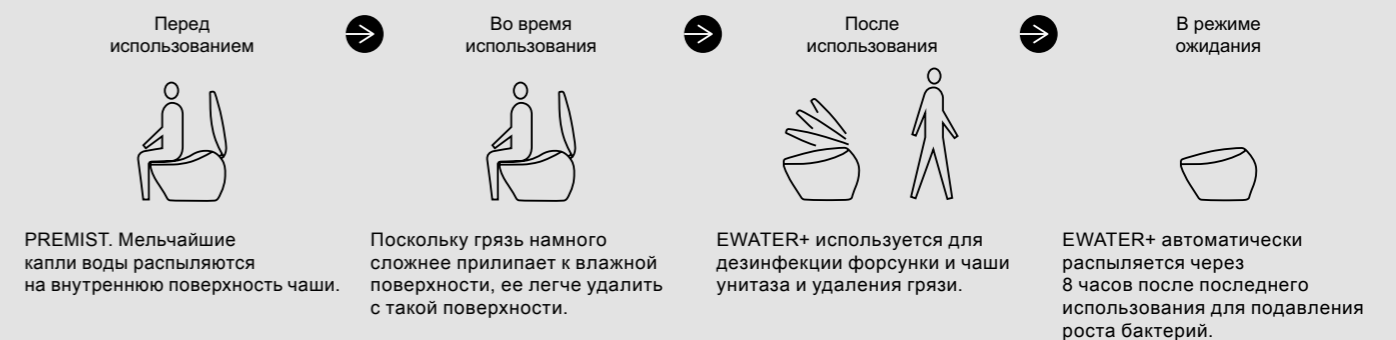 Перед
использованием
Во время
использования
После
использования
В режиме
ожидания
PREMIST. Мельчайшие
капли воды распыляются
на внутреннюю поверхность чаши.
Поскольку грязь намного
сложнее прилипает к влажной
поверхности, ее легче удалить
с такой поверхности.
EWATER+ используется для
дезинфекции форсунки и чаши
унитаза и удаления грязи.
EWATER+ автоматически
распыляется через
8 часов после последнего
использования для подавления
роста бактерий.